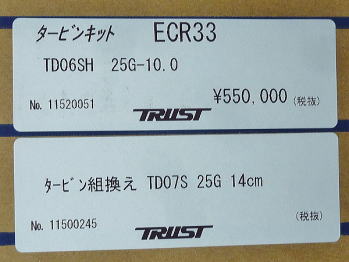 タービンキット ECR33
TD06SH 25G-10.0
¥550,000 (税抜)
No. 11520051
TRUST
タービン組換え TD07S 25G 14cm
No. 11500245
TRUST
(税抜)